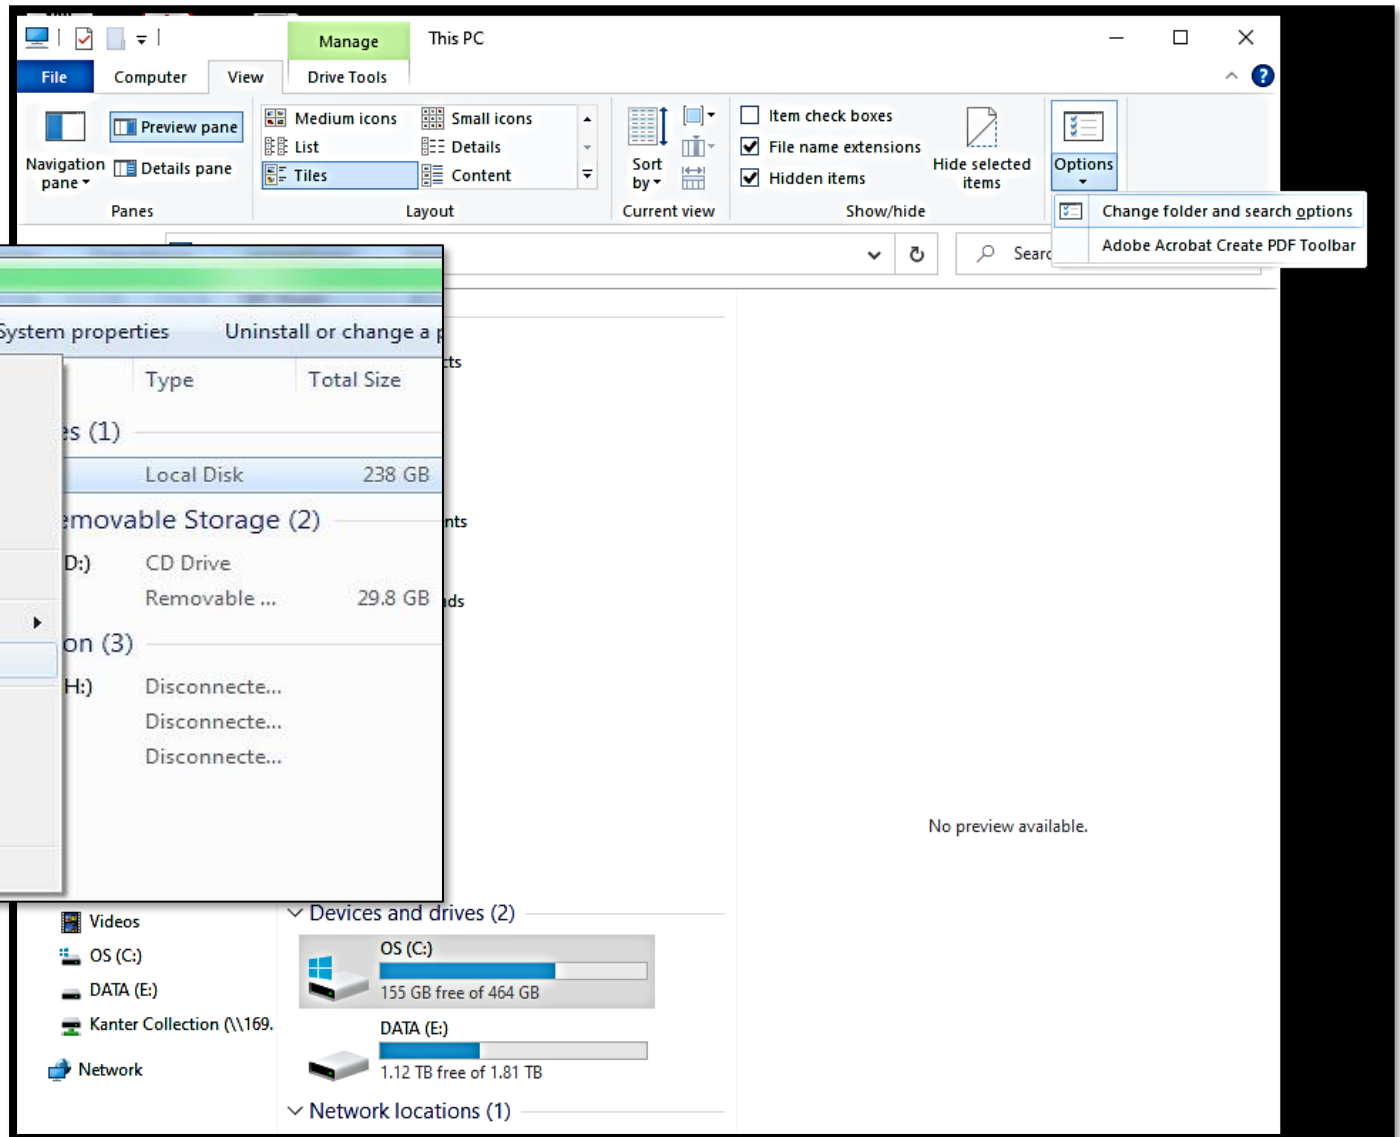 Manage
This PC
File
Computer
View
Drive Tools
Navigation pane
Preview pane
Details pane
Panes
Medium icons
Small icons
List
Details
Tiles
Content
Layout
Sort by
Current view
Item check boxes
File name extensions
Hidden items
Hide selected items
Show/hide
Options
Change folder and search options
Adobe Acrobat Create PDF Toolbar
Searc
System properties
Uninstall or change a p
Type
Total Size
es (1)
Local Disk
238 GB
emovable Storage (2)
D:)
CD Drive
Removable ...
29.8 GB
on (3)
H:)
Disconnecte...
Disconnecte...
Disconnecte...
cts
nts
ads
No preview available.
Videos
OS (C:)
DATA (E:)
Kanter Collection (\\169.
Network
Devices and drives (2)
OS (C:)
155 GB free of 464 GB
DATA (E:)
1.12 TB free of 1.81 TB
Network locations (1)